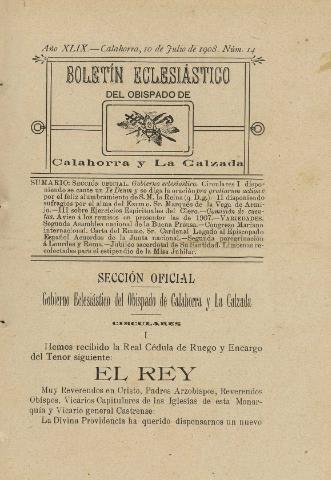 Año XLIX.—Calahorra, 10 de Julio de 1908. Núm. 14
BOLETÍN ECLESIÁSTICO
DEL OBISPADO DE
Calahorra y La Calzada
SUMARIO: SECCIÓN OFICIAL. Gobierno eclesiástico. Circulares I disponiendo se cante un Te Deum y se diga la oración pro gratiarum actione
por el feliz alumbramiento de S. M. la Reina (q. D. g.)—II disponiendo
sufragios por el alma del Excmo. Sr. Marqués de la Vega de Armijo.—III sobre Ejercicios Espirituales del Clero.—
Aviso á los remisos en presentar las de 1907.—VARIEDADES.
Segunda Asamblea nacional de la Buena Prensa.—Congreso Mariano
internacional. Carta del Emmo. Sr. Cardenal Legado al Episcopado
Español. Acuerdos de la Junta nacional.—Segunda peregrinación
á Lourdes y Roma.—Jubileo sacerdotal de Su Santidad. Limosnas recolectadas para el estipendio de la Misa Jubilar.
SECCIÓN OFICIAL
Gobierno Eclesiástico del Obispado de Calahorra y La Calzada
CIRCULARES
I
Hemos recibido la Real Cédula de Ruego y Encargo
del Tenor siguiente:
EL REY
Muy Reverendos en Cristo, Padres Arzobispos, Reverendos
Obispos, Vicarios Capitulares de las Iglesias de esta Monarquía y Vicario general Castrense:
La Divina Providencia ha querido dispensarnos un nuevo